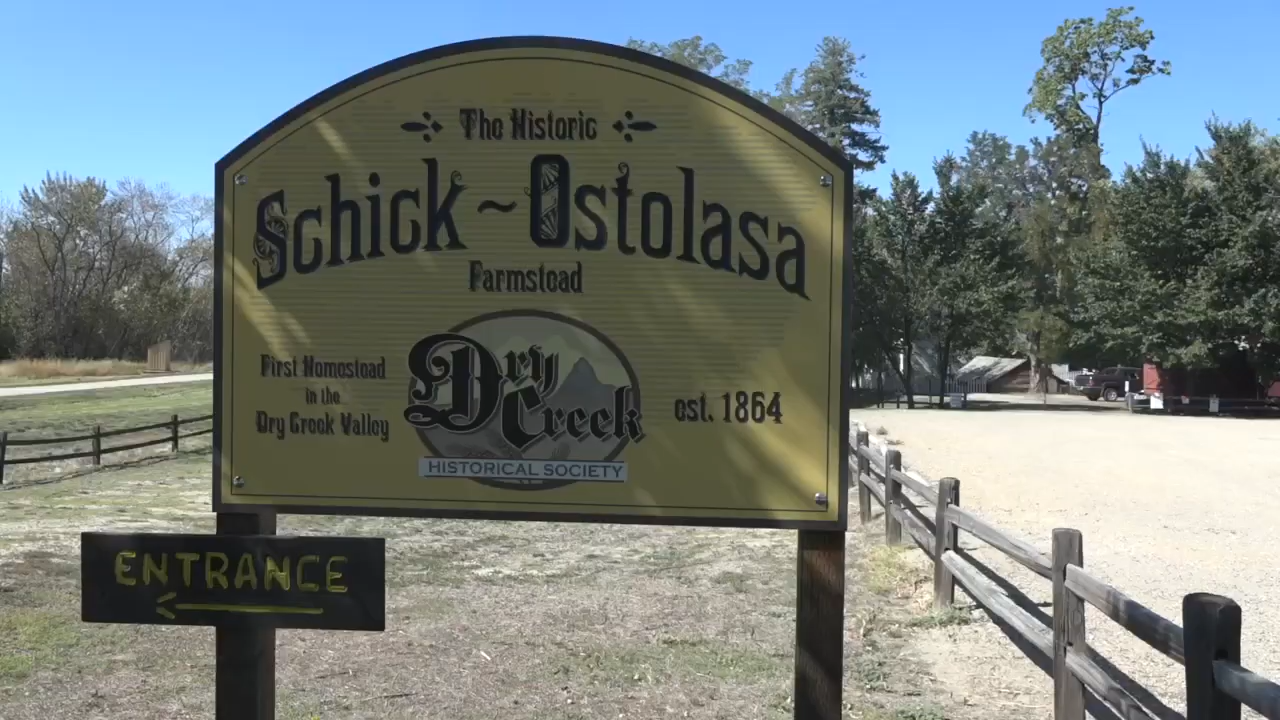 The Historic
Schick ~ Ostolasa
Farmstead
First Homestead
in the
Dry Creek Valley
Dry
Creek
HISTORICAL SOCIETY
est. 1864
ENTRANCE